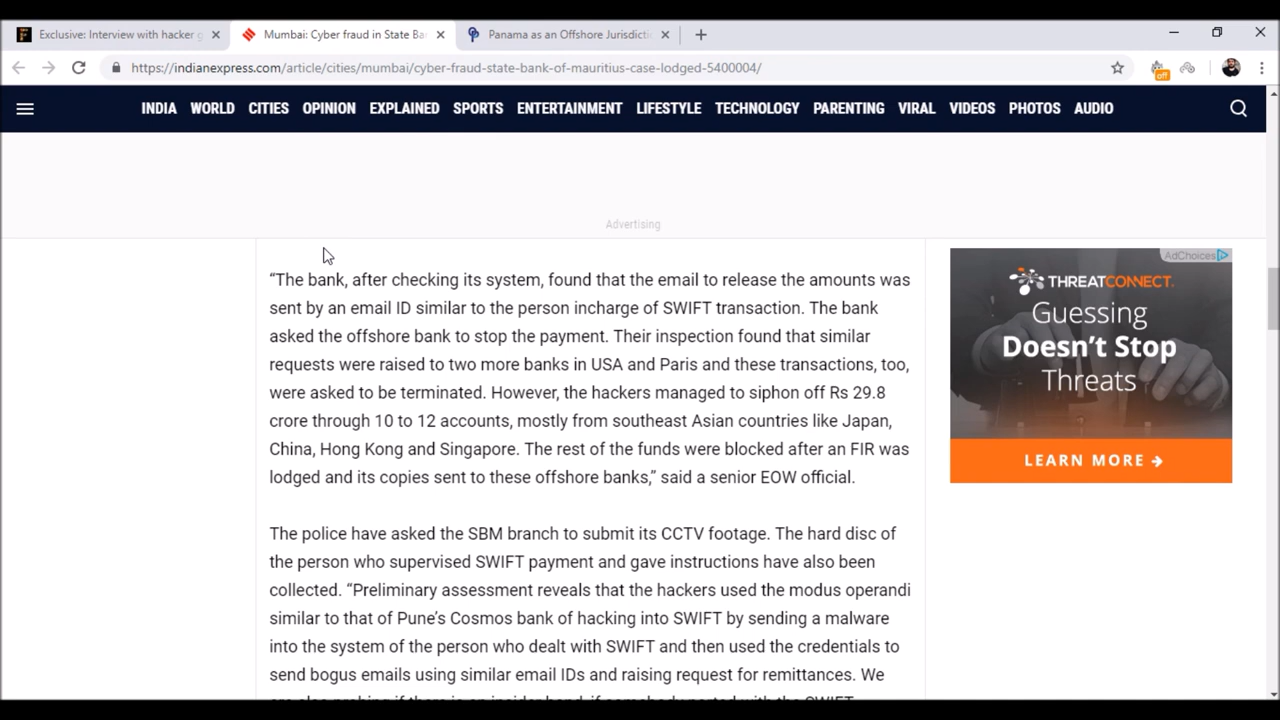 Exclusive: Interview with hacker g
Mumbai: Cyber fraud in State Ba
Panama as an Offshore Jurisdictic
https://indianexpress.com/article/cities/mumbai/cyber-fraud-state-bank-of-mauritius-case-lodged-5400004/
off
INDIA WORLD CITIES OPINION EXPLAINED SPORTS ENTERTAINMENT LIFESTYLE TECHNOLOGY PARENTING VIRAL VIDEOS PHOTOS AUDIO
Advertising
“The bank, after checking its system, found that the email to release the amounts was
sent by an email ID similar to the person incharge of SWIFT transaction. The bank
asked the offshore bank to stop the payment. Their inspection found that similar
requests were raised to two more banks in USA and Paris and these transactions, too,
were asked to be terminated. However, the hackers managed to siphon off Rs 29.8
crore through 10 to 12 accounts, mostly from southeast Asian countries like Japan,
China, Hong Kong and Singapore. The rest of the funds were blocked after an FIR was
lodged and its copies sent to these offshore banks,” said a senior EOW official.
The police have asked the SBM branch to submit its CCTV footage. The hard disc of
the person who supervised SWIFT payment and gave instructions have also been
collected. “Preliminary assessment reveals that the hackers used the modus operandi
similar to that of Pune’s Cosmos bank of hacking into SWIFT by sending a malware
into the system of the person who dealt with SWIFT and then used the credentials to
send bogus emails using similar email IDs and raising request for remittances. We
AdChoices
THREATCONNECT
Guessing
Doesn’t Stop
Threats
LEARN MORE →